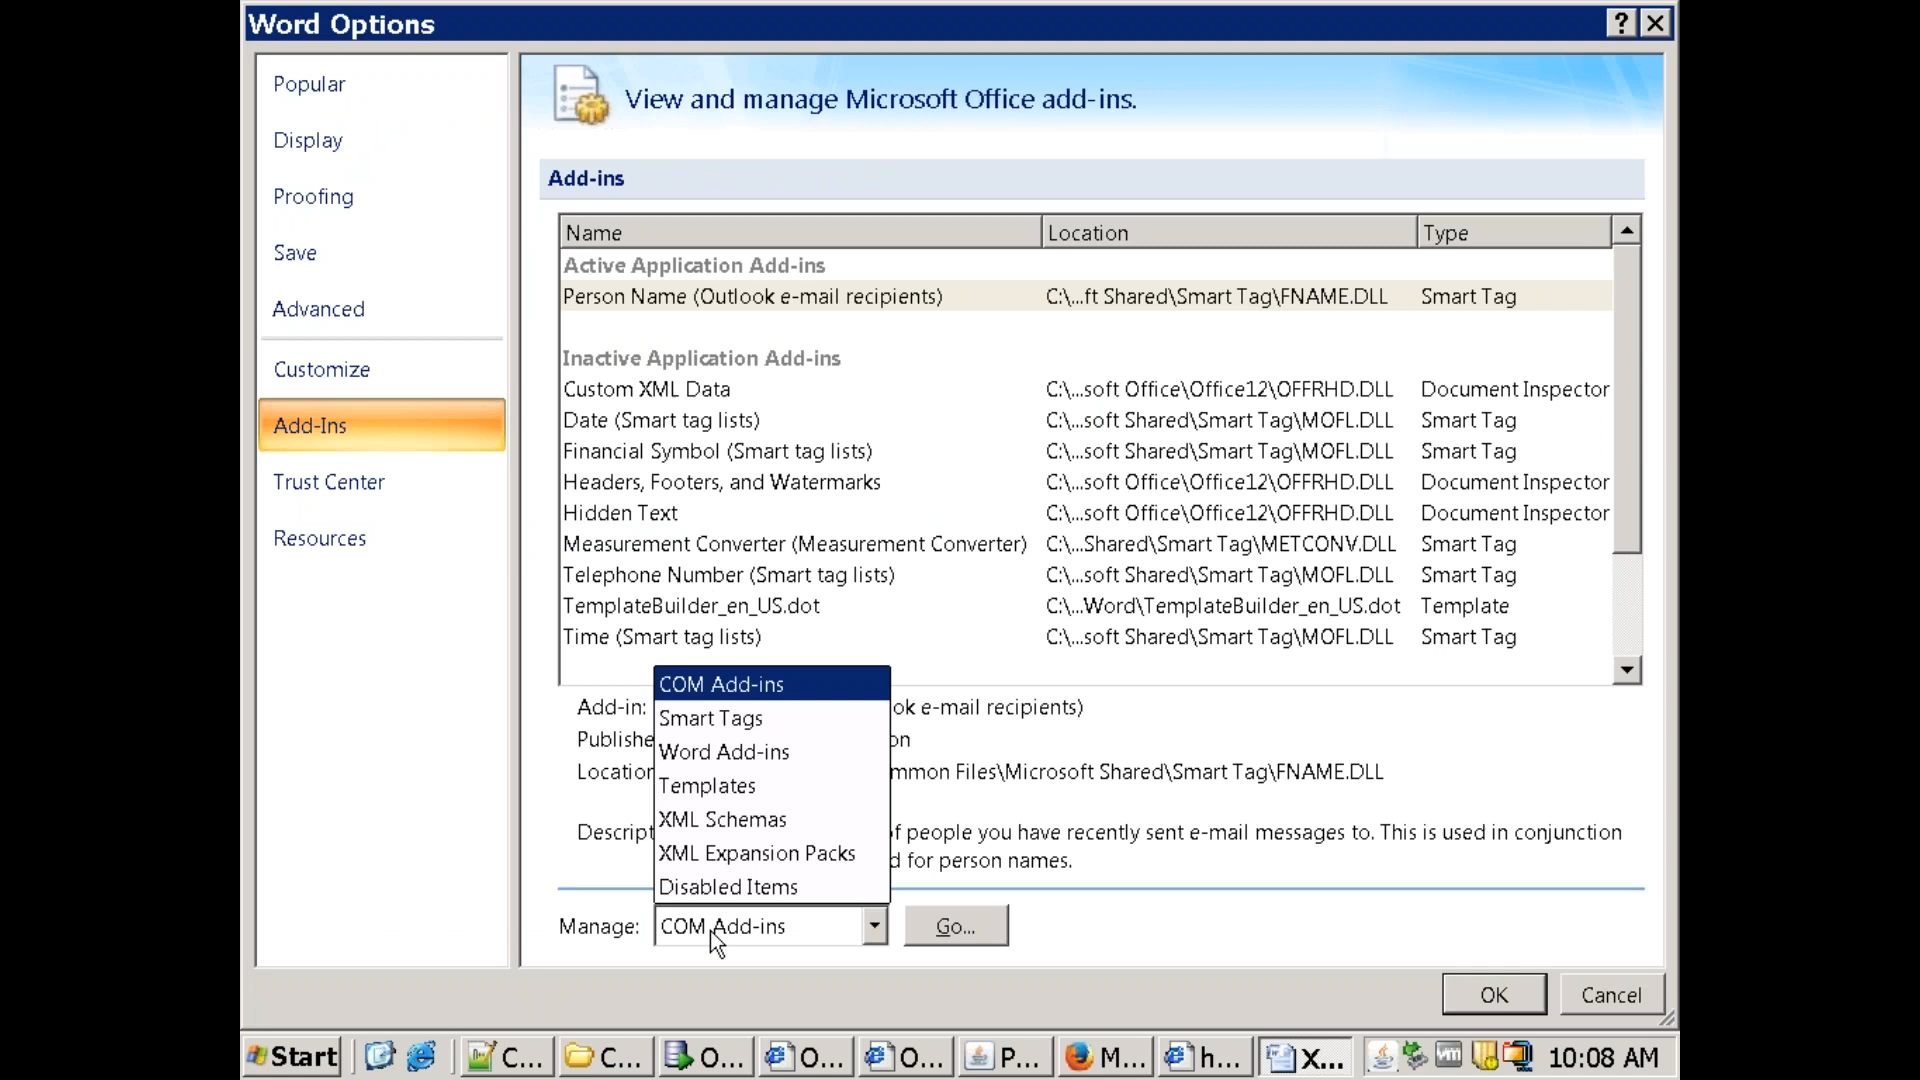 Word Options
Popular
Display
Proofing
Save
Advanced
Customize
Add-Ins
Trust Center
Resources
View and manage Microsoft Office add-ins.
Add-ins
Name Location Type
Active Application Add-ins
Person Name (Outlook e-mail recipients) C:\...ft Shared\Smart Tag\FNAME.DLL Smart Tag
Inactive Application Add-ins
Custom XML Data C:\...soft Office\Office12\OFFRHD.DLL Document Inspector
Date (Smart tag lists) C:\...soft Shared\Smart Tag\MOFL.DLL Smart Tag
Financial Symbol (Smart tag lists) C:\...soft Shared\Smart Tag\MOFL.DLL Smart Tag
Headers, Footers, and Watermarks C:\...soft Office\Office12\OFFRHD.DLL Document Inspector
Hidden Text C:\...soft Office\Office12\OFFRHD.DLL Document Inspector
Measurement Converter (Measurement Converter) C:\...Shared\Smart Tag\METCONV.DLL Smart Tag
Telephone Number (Smart tag lists) C:\...soft Shared\Smart Tag\MOFL.DLL Smart Tag
TemplateBuilder_en_US.dot C:\...Word\TemplateBuilder_en_US.dot Template
Time (Smart tag lists) C:\...soft Shared\Smart Tag\MOFL.DLL Smart Tag
Add-in: ok e-mail recipients)
Publishe on
Location mmon Files\Microsoft Shared\Smart Tag\FNAME.DLL
Descript f people you have recently sent e-mail messages to. This is used in conjunction
d for person names.
COM Add-ins
Smart Tags
Word Add-ins
Templates
XML Schemas
XML Expansion Packs
Disabled Items
Manage: COM Add-ins Go...
OK Cancel
Start C... C... O... O... O... P... M... h... X... 10:08 AM